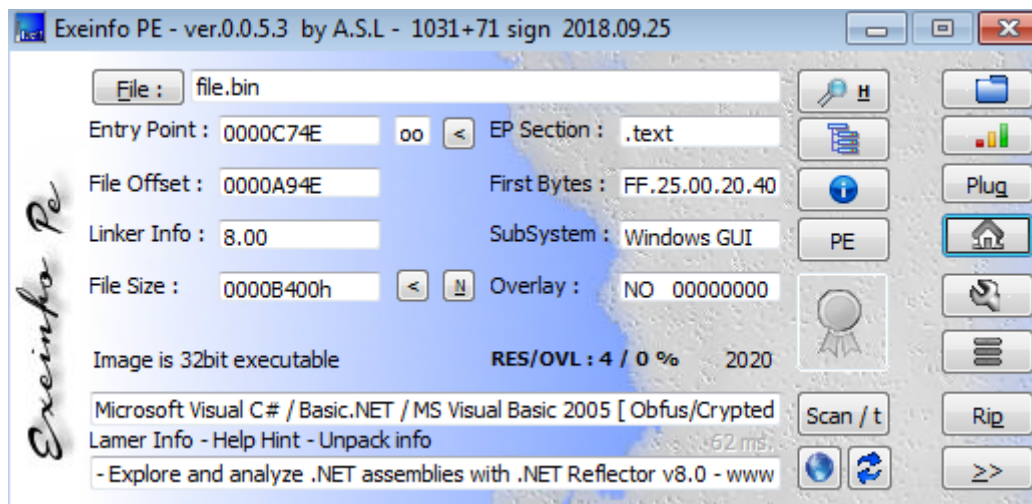 Exeinfo PE - ver.0.0.5.3 by A.S.L - 1031+71 sign 2018.09.25
File : file.bin H
Entry Point : 0000C74E oo < EP Section : .text
File Offset : 0000A94E First Bytes : FF.25.00.20.40 Plug
Linker Info : 8.00 SubSystem : Windows GUI PE
File Size : 0000B400h < N Overlay : NO 00000000
Image is 32bit executable RES/OVL : 4 / 0 % 2020
Microsoft Visual C# / Basic.NET / MS Visual Basic 2005 [ Obfus/Crypted Scan / t Rip
Lamer Info - Help Hint - Unpack info 62 ms.
- Explore and analyze .NET assemblies with .NET Reflector v8.0 - www >>
Exeinfo Pe